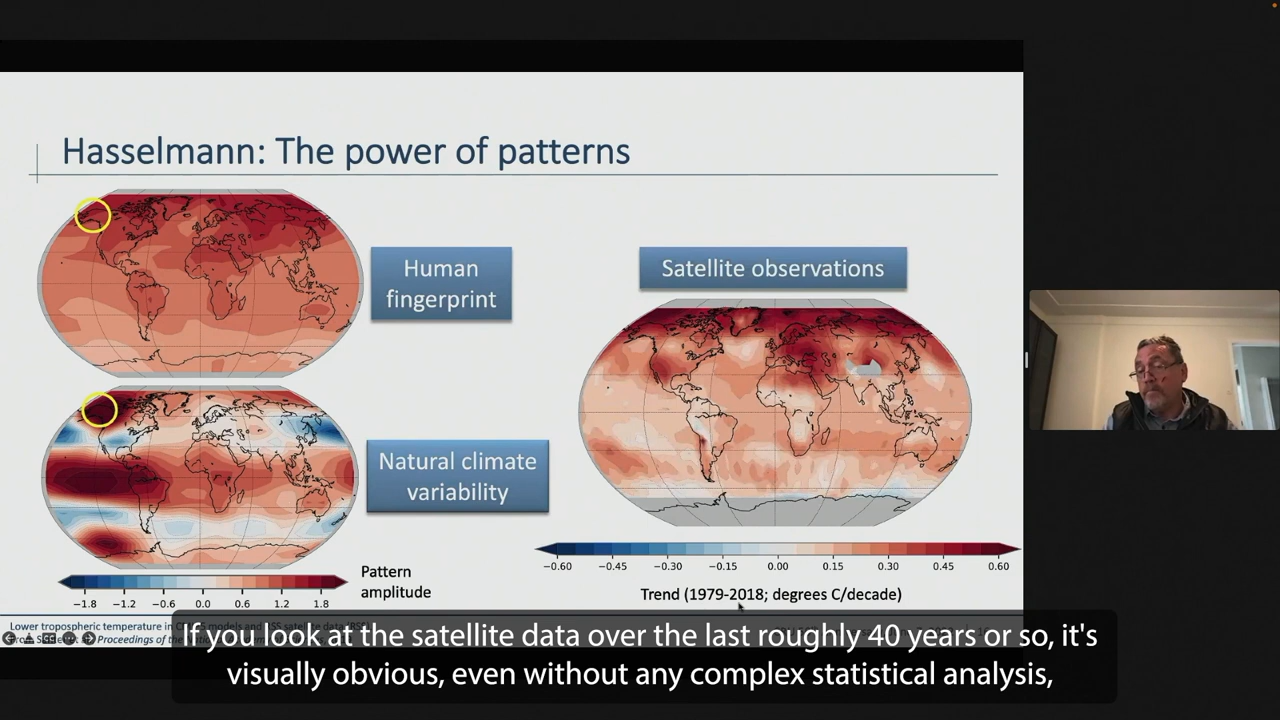 Hasselmann: The power of patterns
Human
fingerprint
Natural climate
variability
−1.8 −1.2 −0.6 0.0 0.6 1.2 1.8
Pattern
amplitude
Satellite observations
−0.60 −0.45 −0.30 −0.15 0.00 0.15 0.30 0.45 0.60
Trend (1979-2018; degrees C/decade)
Lower tropospheric temperature in
Proceedings of the
If you look at the satellite data over the last roughly 40 years or so, it's
visually obvious, even without any complex statistical analysis,